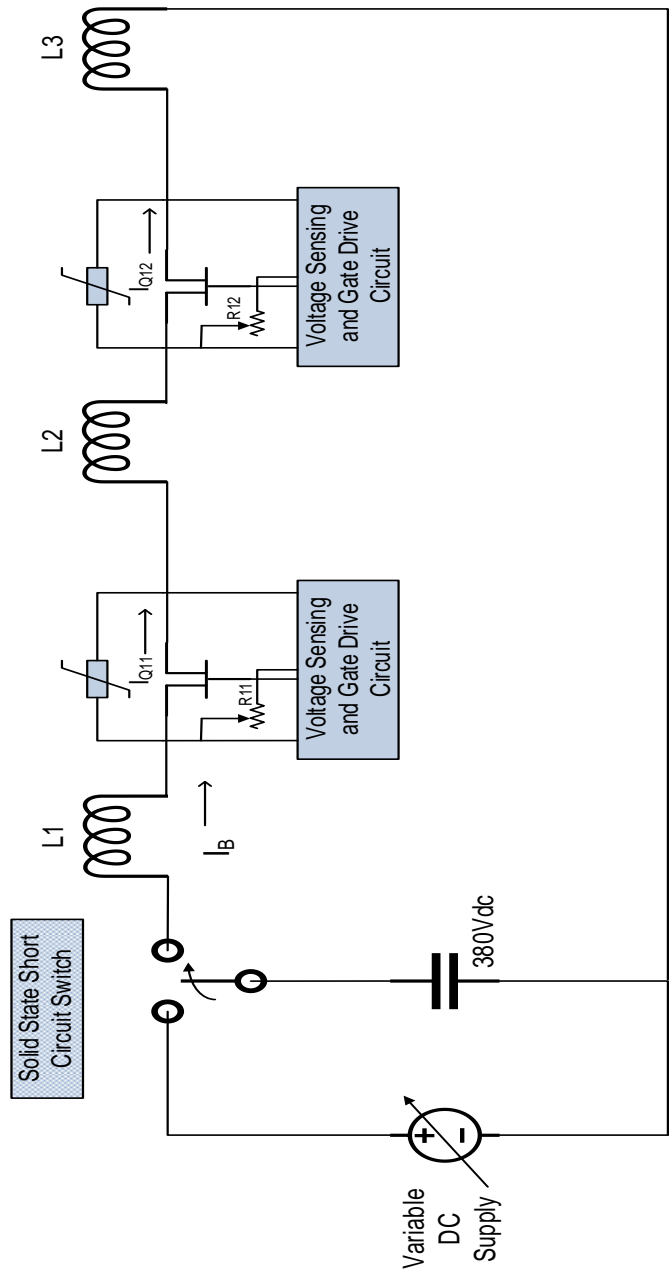 Solid State Short
Circuit Switch
L1
L2
L3
I_Q11
I_Q12
I_B
R11
R12
Voltage Sensing
and Gate Drive
Circuit
Voltage Sensing
and Gate Drive
Circuit
380Vdc
+
−
Variable
DC
Supply